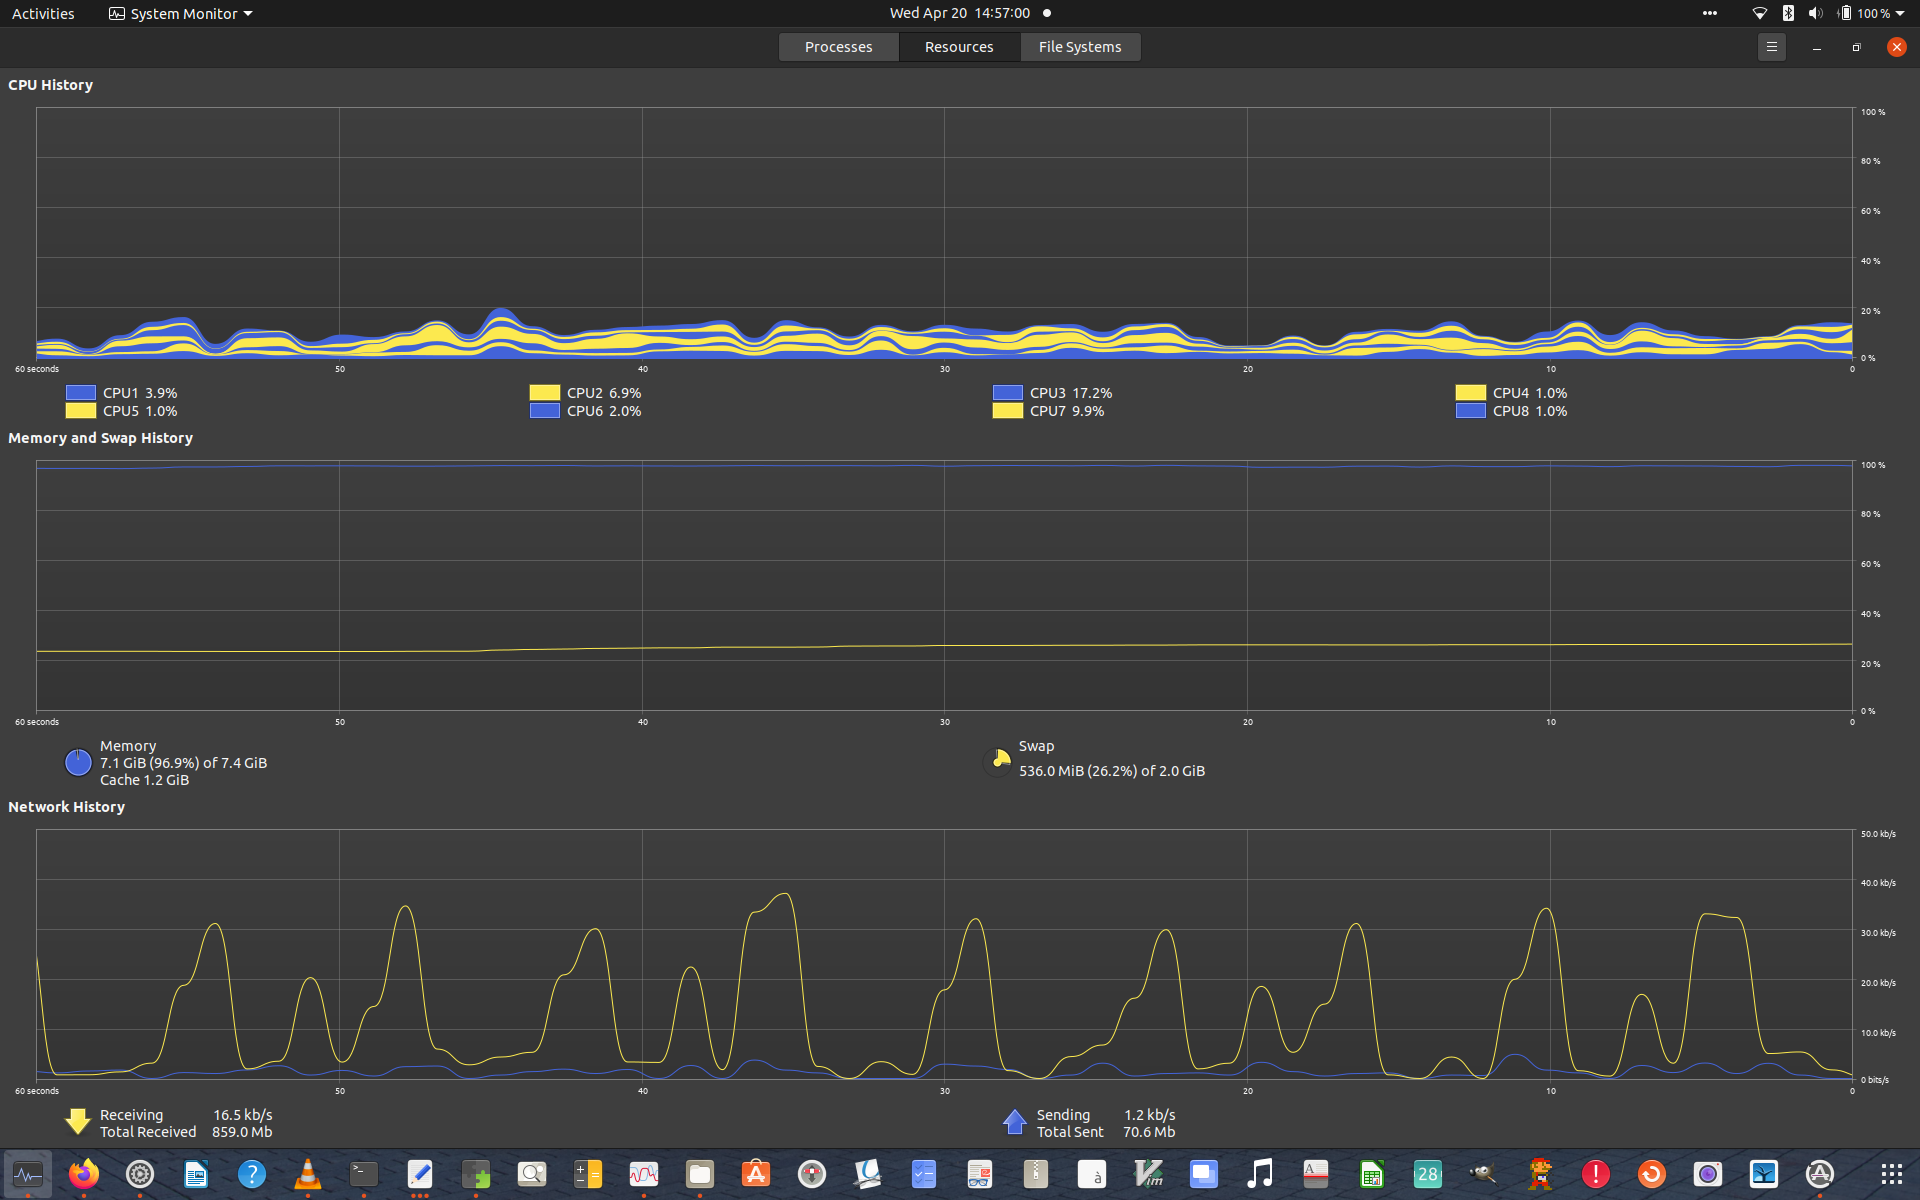 Activities System Monitor Wed Apr 20 14:57:00 100 %
Processes Resources File Systems
CPU History
100 %
80 %
60 %
40 %
20 %
0 %
60 seconds 50 40 30 20 10 0
CPU1 3.9% CPU2 6.9% CPU3 17.2% CPU4 1.0%
CPU5 1.0% CPU6 2.0% CPU7 9.9% CPU8 1.0%
Memory and Swap History
100 %
80 %
60 %
40 %
20 %
0 %
60 seconds 50 40 30 20 10 0
Memory Swap
7.1 GiB (96.9%) of 7.4 GiB 536.0 MiB (26.2%) of 2.0 GiB
Cache 1.2 GiB
Network History
50.0 kb/s
40.0 kb/s
30.0 kb/s
20.0 kb/s
10.0 kb/s
0 bits/s
60 seconds 50 40 30 20 10 0
Receiving 16.5 kb/s Sending 1.2 kb/s
Total Received 859.0 Mb Total Sent 70.6 Mb
? >_ A à Vim A 28 !